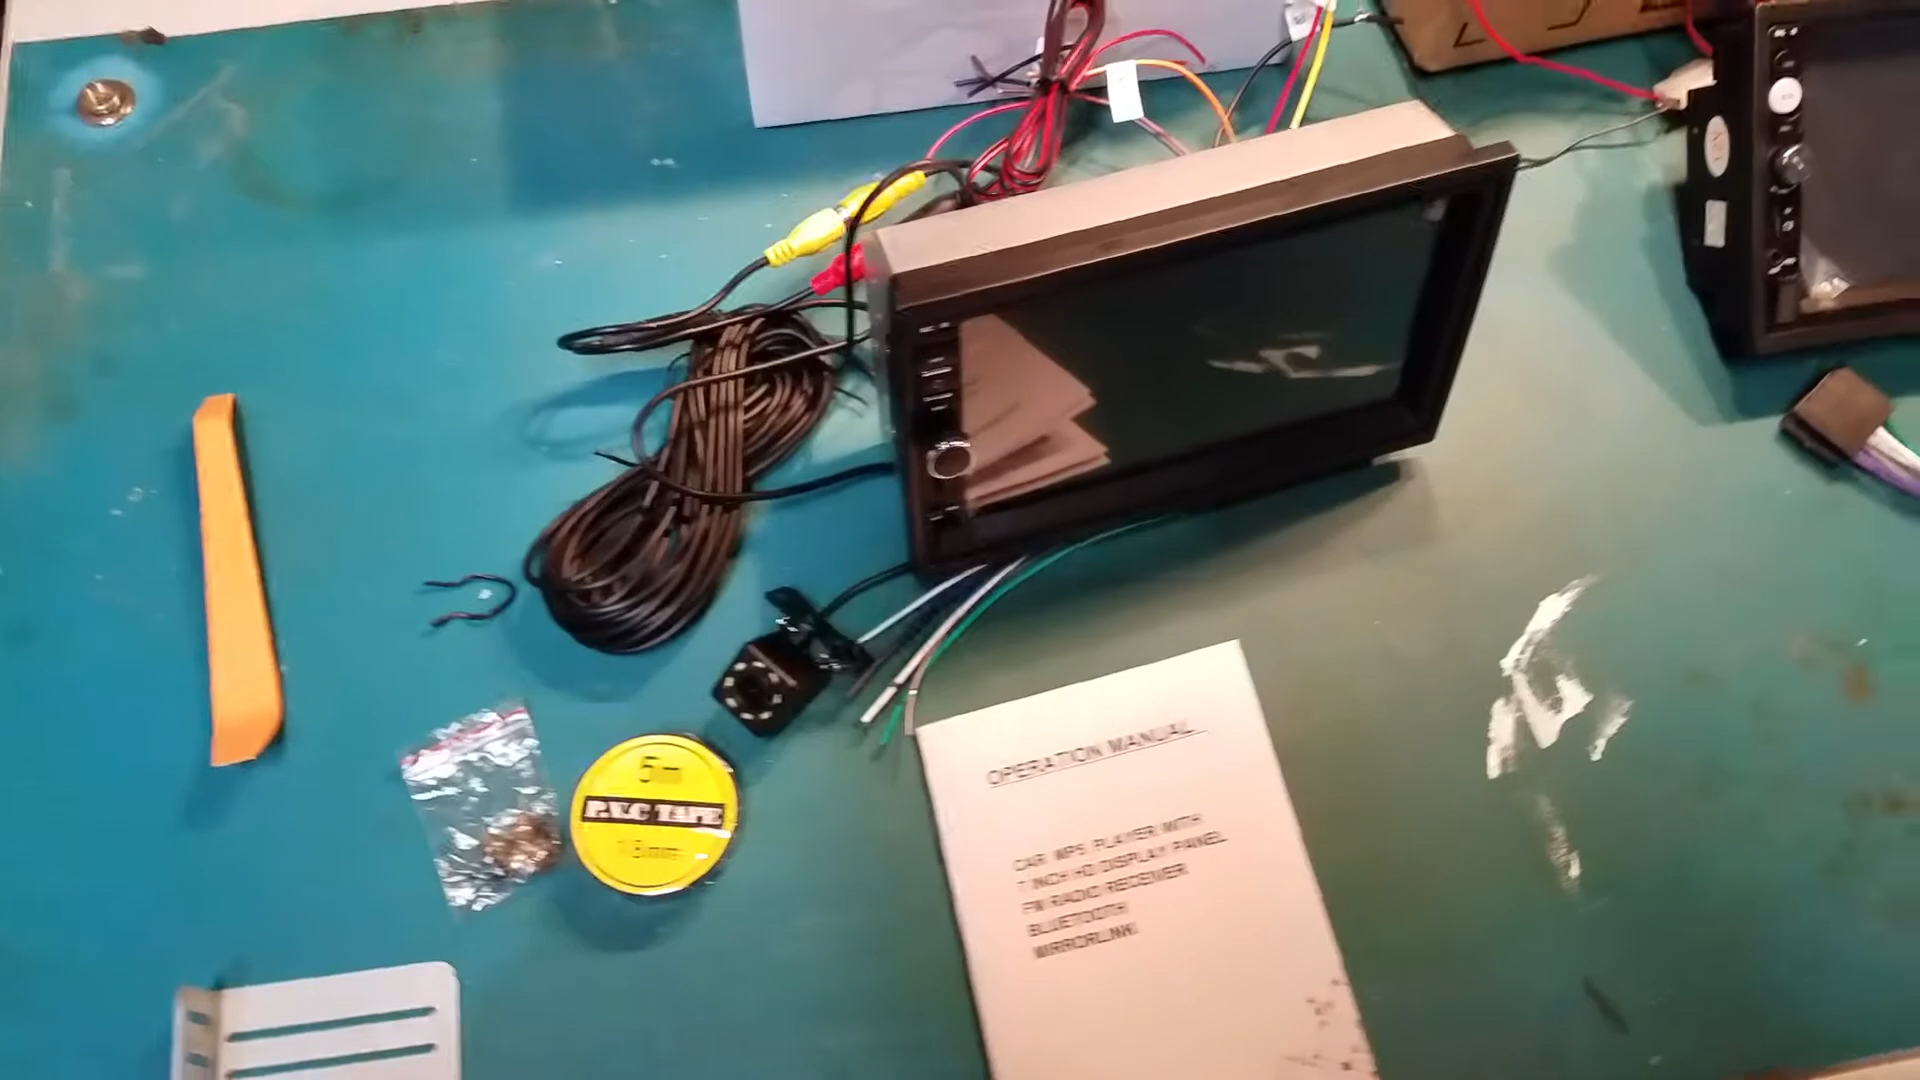 5m
P.V.C TAPE
OPERATION MANUAL
CAR MP5 PLAYER WITH
7 INCH HD DISPLAY PANEL
FM RADIO RECEIVER
BLUETOOTH
MIRRORLINK